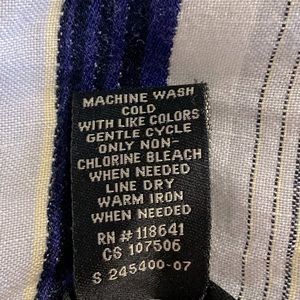 MACHINE WASH
COLD
WITH LIKE COLORS
GENTLE CYCLE
ONLY NON-
CHLORINE BLEACH
WHEN NEEDED
LINE DRY
WARM IRON
WHEN NEEDED
RN # 118641
CS 107506
S 245400-07